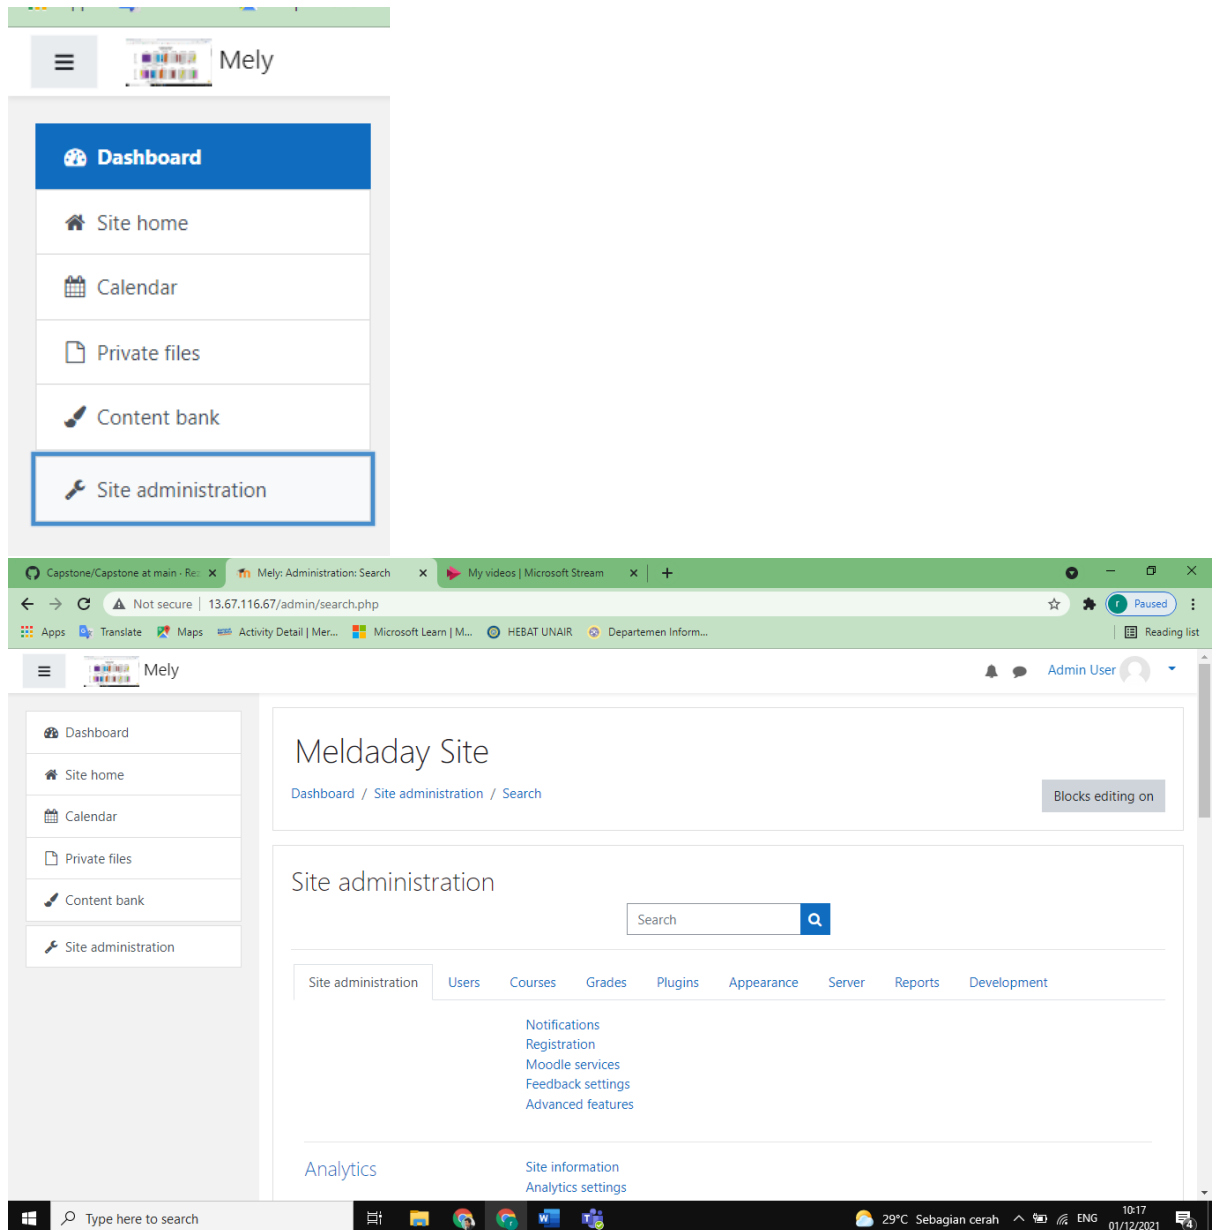 Mely
Dashboard
Site home
Calendar
Private files
Content bank
Site administration
Capstone/Capstone at main · Re
Mely: Administration: Search
My videos | Microsoft Stream
Not secure | 13.67.116.67/admin/search.php
Paused
Apps Translate Maps Activity Detail | Mer... Microsoft Learn | M... HEBAT UNAIR Departemen Inform... Reading list
Mely
Admin User
Dashboard
Site home
Calendar
Private files
Content bank
Site administration
Meldaday Site
Dashboard / Site administration / Search
Blocks editing on
Site administration
Search
Site administration Users Courses Grades Plugins Appearance Server Reports Development
Notifications
Registration
Moodle services
Feedback settings
Advanced features
Analytics
Site information
Analytics settings
Type here to search
29°C Sebagian cerah
ENG
10:17
01/12/2021